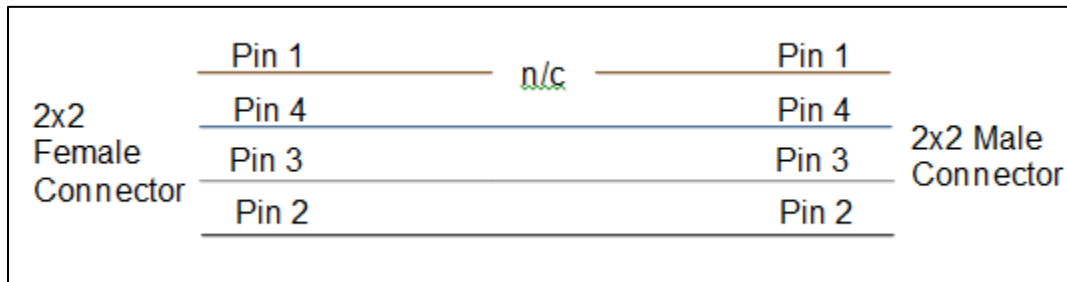 Pin 1
n/c
Pin 1
2x2
Female
Connector
Pin 4
Pin 4
Pin 3
Pin 3
Pin 2
Pin 2
2x2 Male
Connector